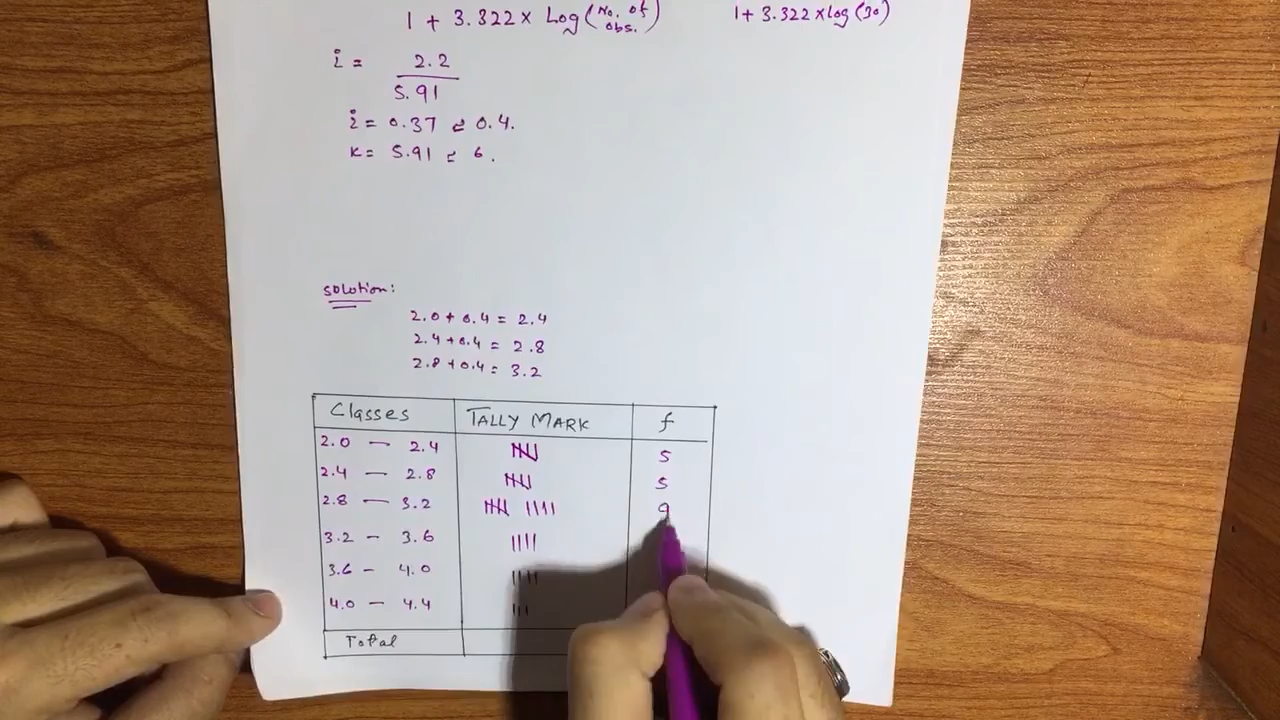 1 + 3.322 x Log (No. of obs.) 1 + 3.322 x log (30)
i = 2.2
5.91
i = 0.37 ≃ 0.4.
K = 5.91 ≃ 6.
solution:
2.0 + 0.4 = 2.4
2.4 + 0.4 = 2.8
2.8 + 0.4 = 3.2
Classes TALLY MARK f
2.0 — 2.4 5
2.4 — 2.8 5
2.8 — 3.2 9
3.2 — 3.6
3.6 — 4.0
4.0 — 4.4
Total